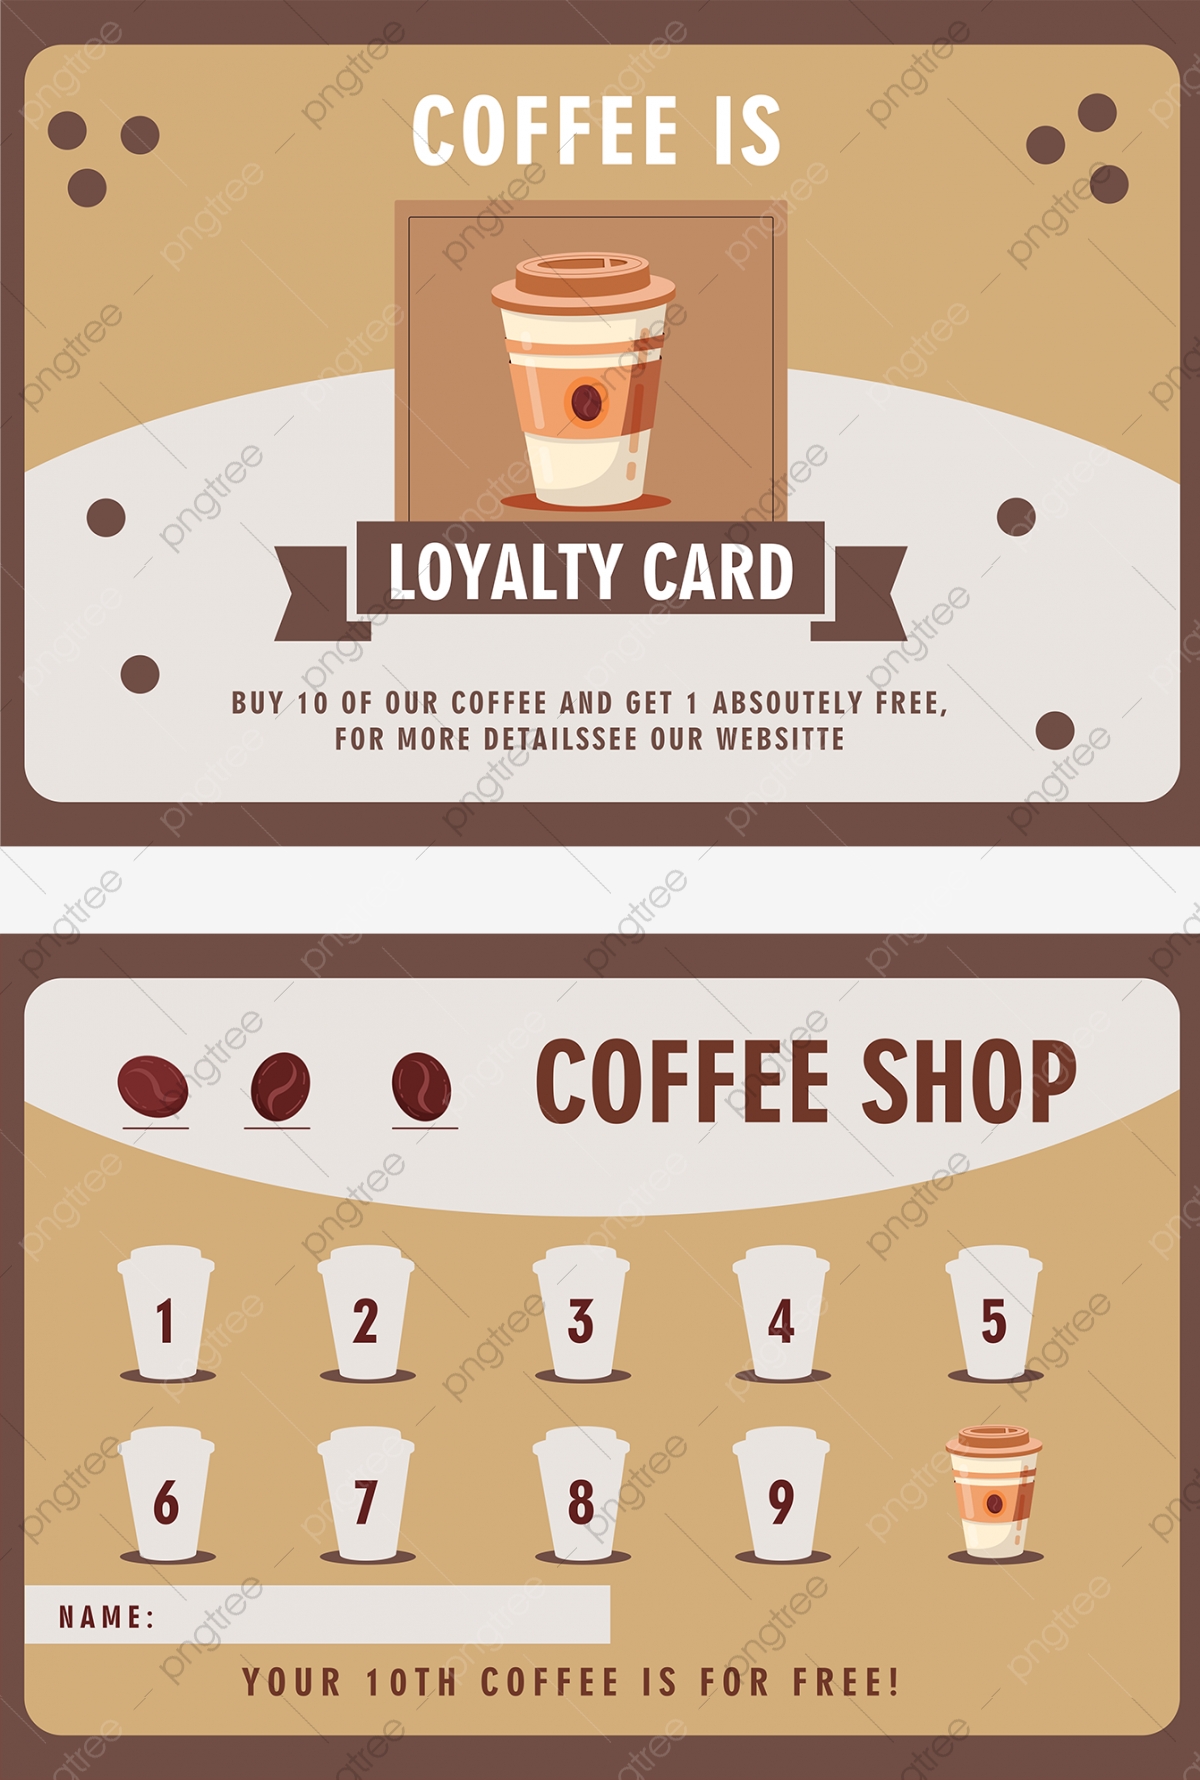 COFFEE IS
LOYALTY CARD
BUY 10 OF OUR COFFEE AND GET 1 ABSOUTELY FREE,
FOR MORE DETAILSSEE OUR WEBSITTE
COFFEE SHOP
1 2 3 4 5
6 7 8 9
NAME:
YOUR 10TH COFFEE IS FOR FREE!
pngtree